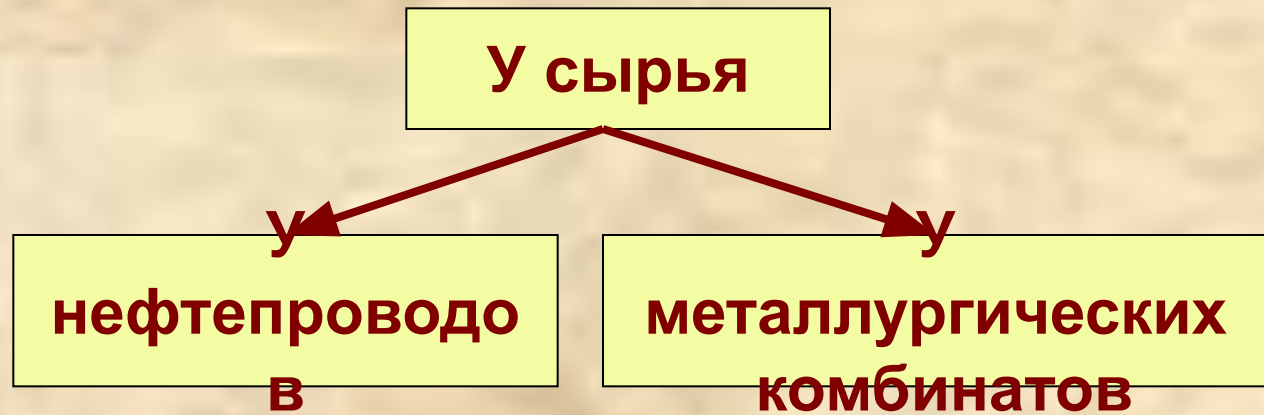 У сырья
У
нефтепроводо
в
У
металлургических
комбинатов